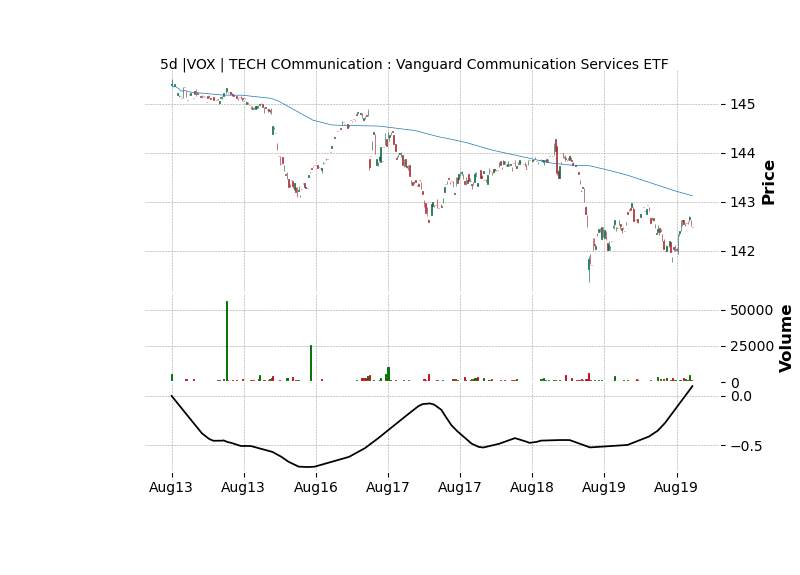 5d |VOX | TECH COmmunication : Vanguard Communication Services ETF
145
144
143
142
Price
50000
25000
0
Volume
0.0
−0.5
Aug13 Aug13 Aug16 Aug17 Aug17 Aug18 Aug19 Aug19